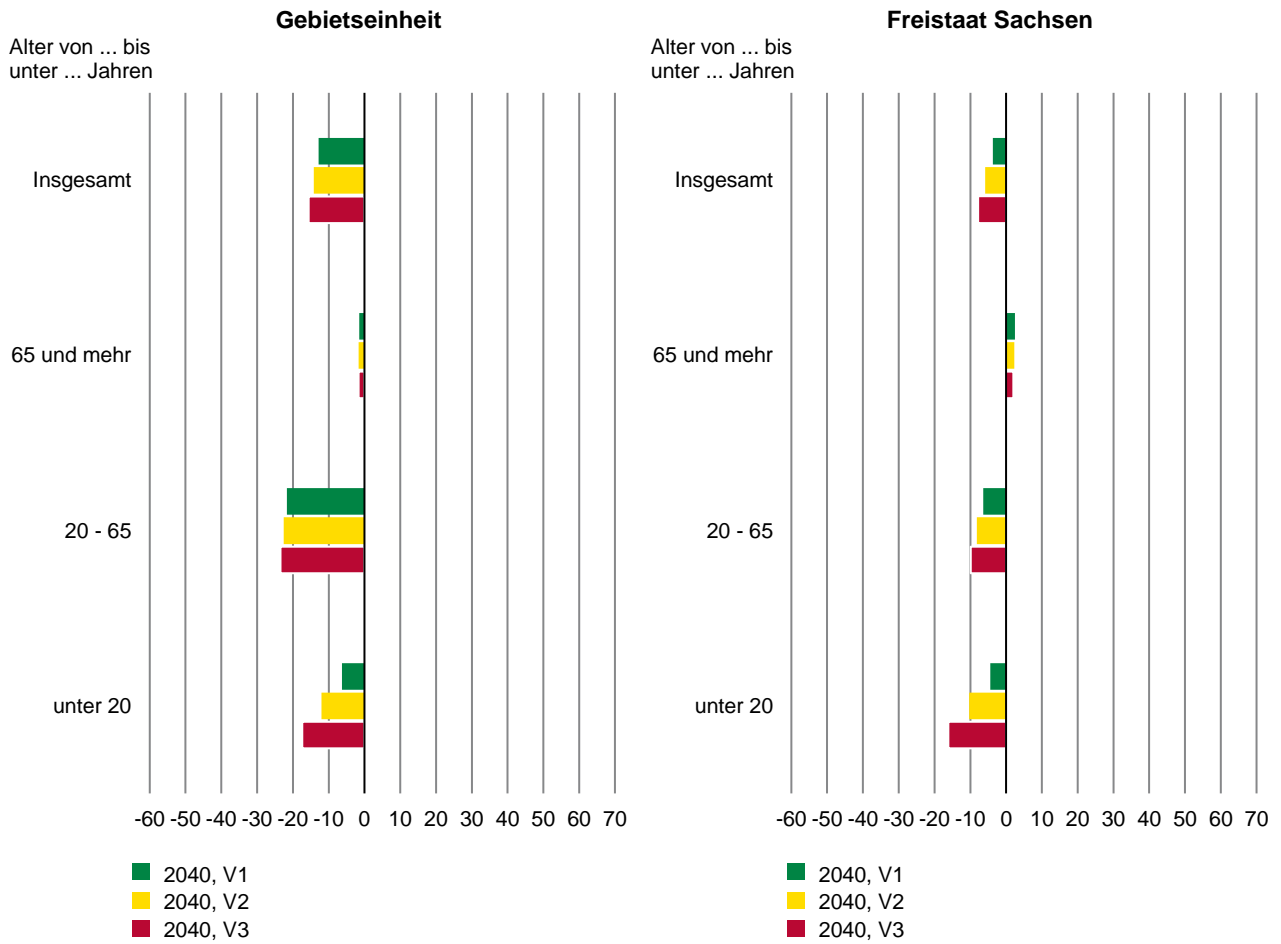 Gebietseinheit
Alter von ... bis
unter ... Jahren
Insgesamt
65 und mehr
20 - 65
unter 20
-60 -50 -40 -30 -20 -10 0 10 20 30 40 50 60 70
2040, V1
2040, V2
2040, V3
Freistaat Sachsen
Alter von ... bis
unter ... Jahren
Insgesamt
65 und mehr
20 - 65
unter 20
-60 -50 -40 -30 -20 -10 0 10 20 30 40 50 60 70
2040, V1
2040, V2
2040, V3